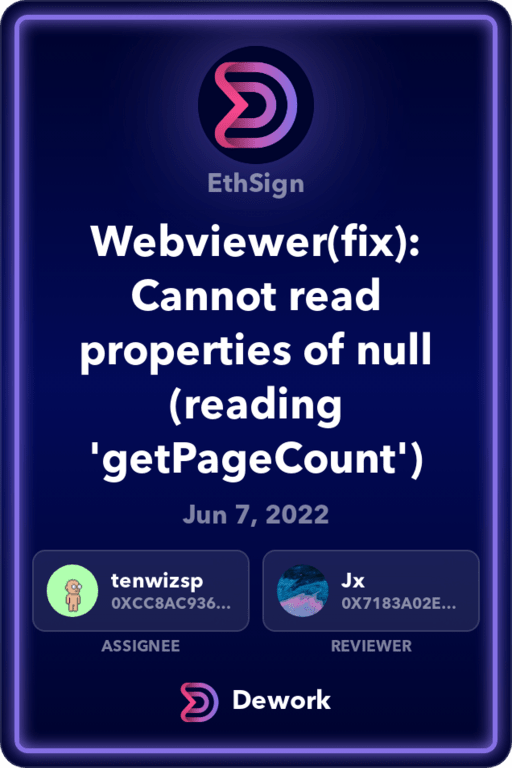 EthSign
Webviewer(fix):
Cannot read
properties of null
(reading
'getPageCount')
Jun 7, 2022
tenwizsp
0XCC8AC936...
Jx
0X7183A02E...
ASSIGNEE
REVIEWER
Dework